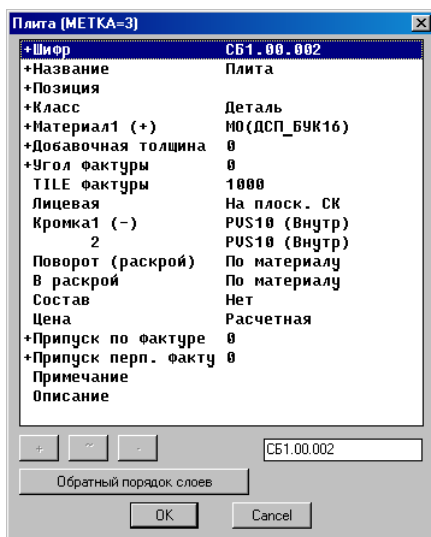 Плита (МЕТКА=3)
+Шифр СБ1.00.002
+Название Плита
+Позиция
+Класс Деталь
+Материал1 (+) МО(ДСП_БУК16)
+Добавочная толщина 0
+Угол фактуры 0
TILE фактуры 1000
Лицевая На плоск. СК
Кромка1 (-) PVS10 (Внутр)
2 PVS10 (Внутр)
Поворот (раскрой) По материалу
В раскрой По материалу
Состав Нет
Цена Расчетная
+Припуск по фактуре 0
+Припуск перп. факту 0
Примечание
Описание
+ ~ - СБ1.00.002
Обратный порядок слоев
OK Cancel